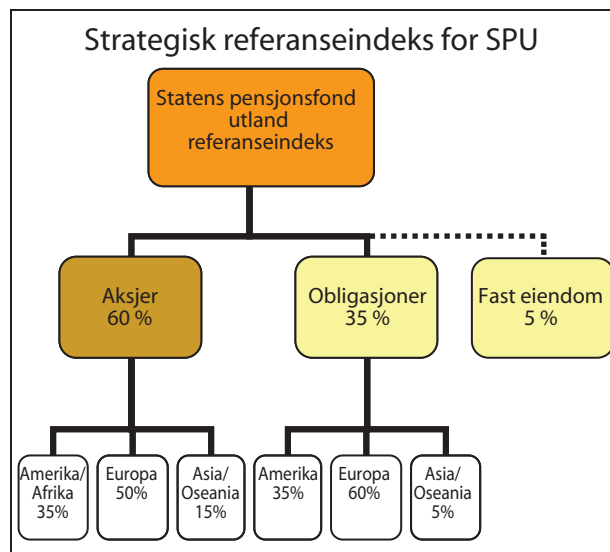 Strategisk referanseindeks for SPU
Statens pensjonsfond
utland
referanseindeks
Aksjer
60 %
Obligasjoner
35 %
Fast eiendom
5 %
Amerika/
Afrika
35%
Europa
50%
Asia/
Oseania
15%
Amerika
35%
Europa
60%
Asia/
Oseania
5%